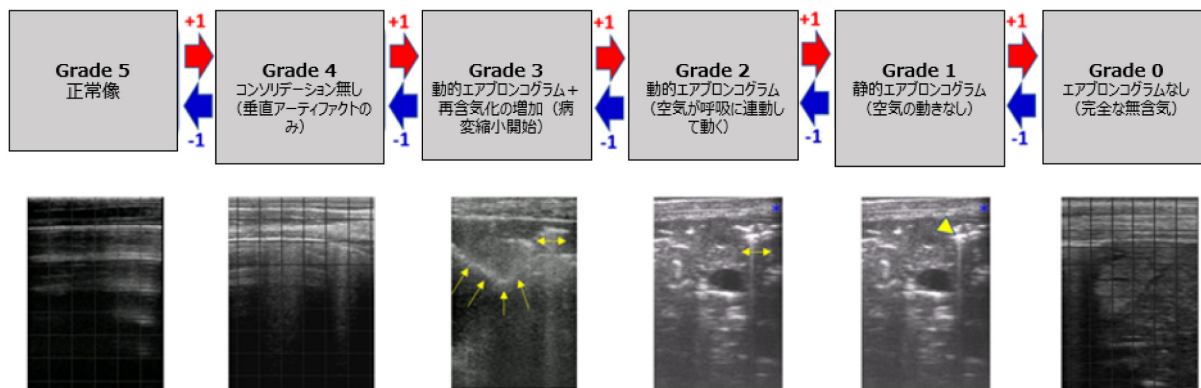 +1
+1
+1
+1
+1
Grade 5
正常像
Grade 4
コンソリデーション無し
（垂直アーティファクトの
み）
Grade 3
動的エアブロンコグラム＋
再含気化の増加（病
変縮小開始）
Grade 2
動的エアブロンコグラム
（空気が呼吸に連動し
て動く）
Grade 1
静的エアブロンコグラム
（空気の動きなし）
Grade 0
エアブロンコグラムなし
（完全な無含気）
-1
-1
-1
-1
-1
*
*